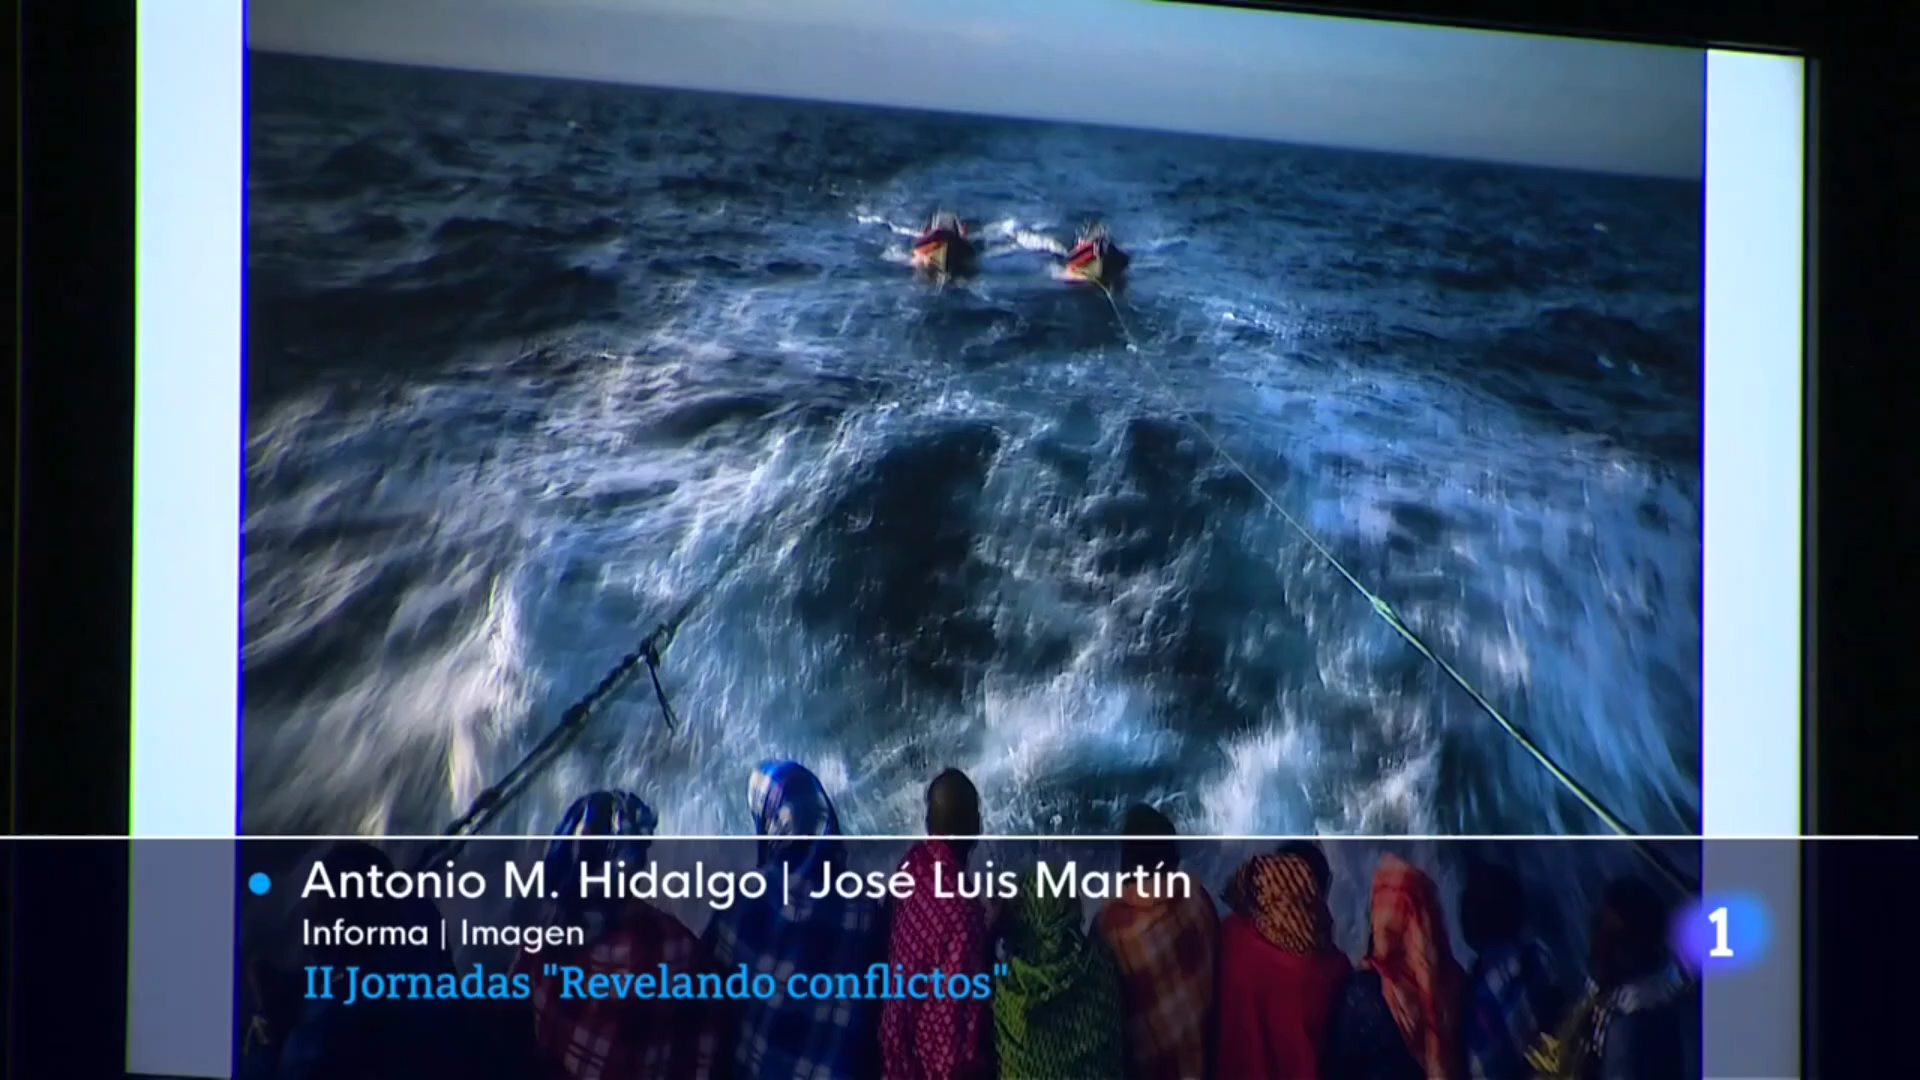 Antonio M. Hidalgo | José Luis Martín
Informa | Imagen
II Jornadas "Revelando conflictos"
1